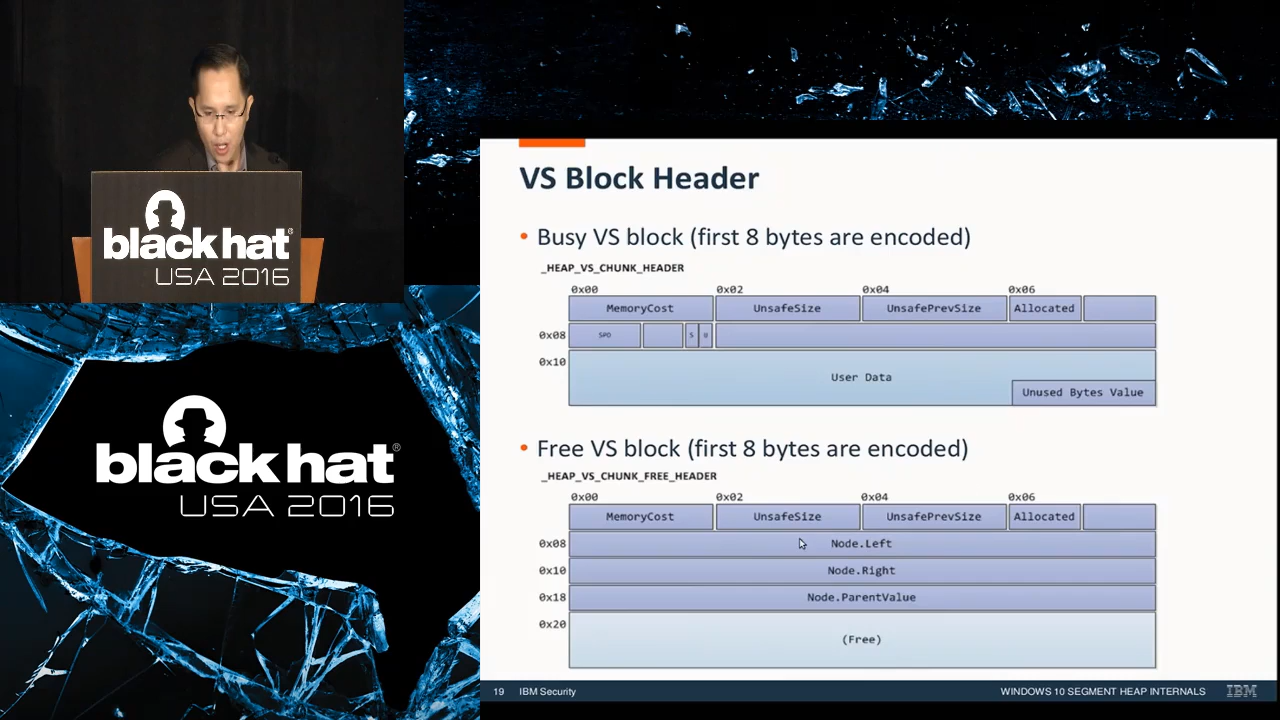 black hat®
USA 2016
black hat®
USA 2016
VS Block Header
• Busy VS block (first 8 bytes are encoded)
_HEAP_VS_CHUNK_HEADER
0x00 0x02 0x04 0x06
MemoryCost UnsafeSize UnsafePrevSize Allocated
0x08 SPO S U
0x10
User Data
Unused Bytes Value
• Free VS block (first 8 bytes are encoded)
_HEAP_VS_CHUNK_FREE_HEADER
0x00 0x02 0x04 0x06
MemoryCost UnsafeSize UnsafePrevSize Allocated
0x08 Node.Left
0x10 Node.Right
0x18 Node.ParentValue
0x20
(Free)
19 IBM Security WINDOWS 10 SEGMENT HEAP INTERNALS IBM